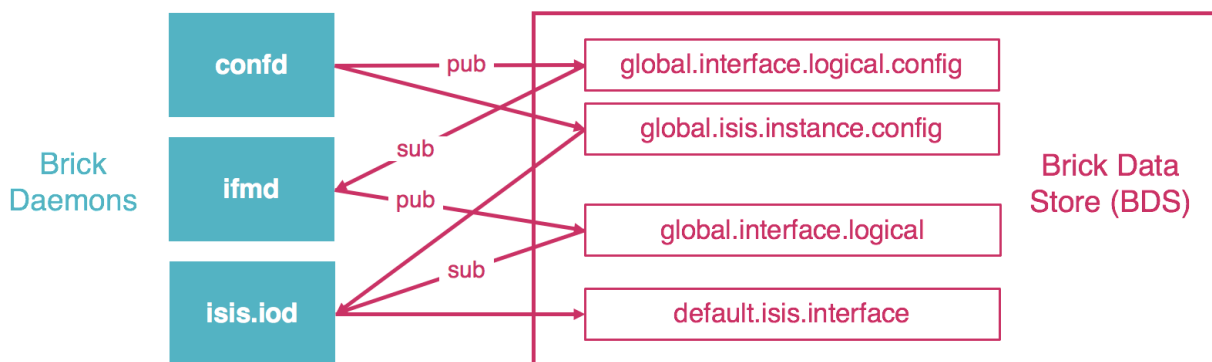 confd
pub
global.interface.logical.config
global.isis.instance.config
sub
Brick
Daemons
ifmd
pub
Brick Data
Store (BDS)
global.interface.logical
sub
isis.iod
default.isis.interface